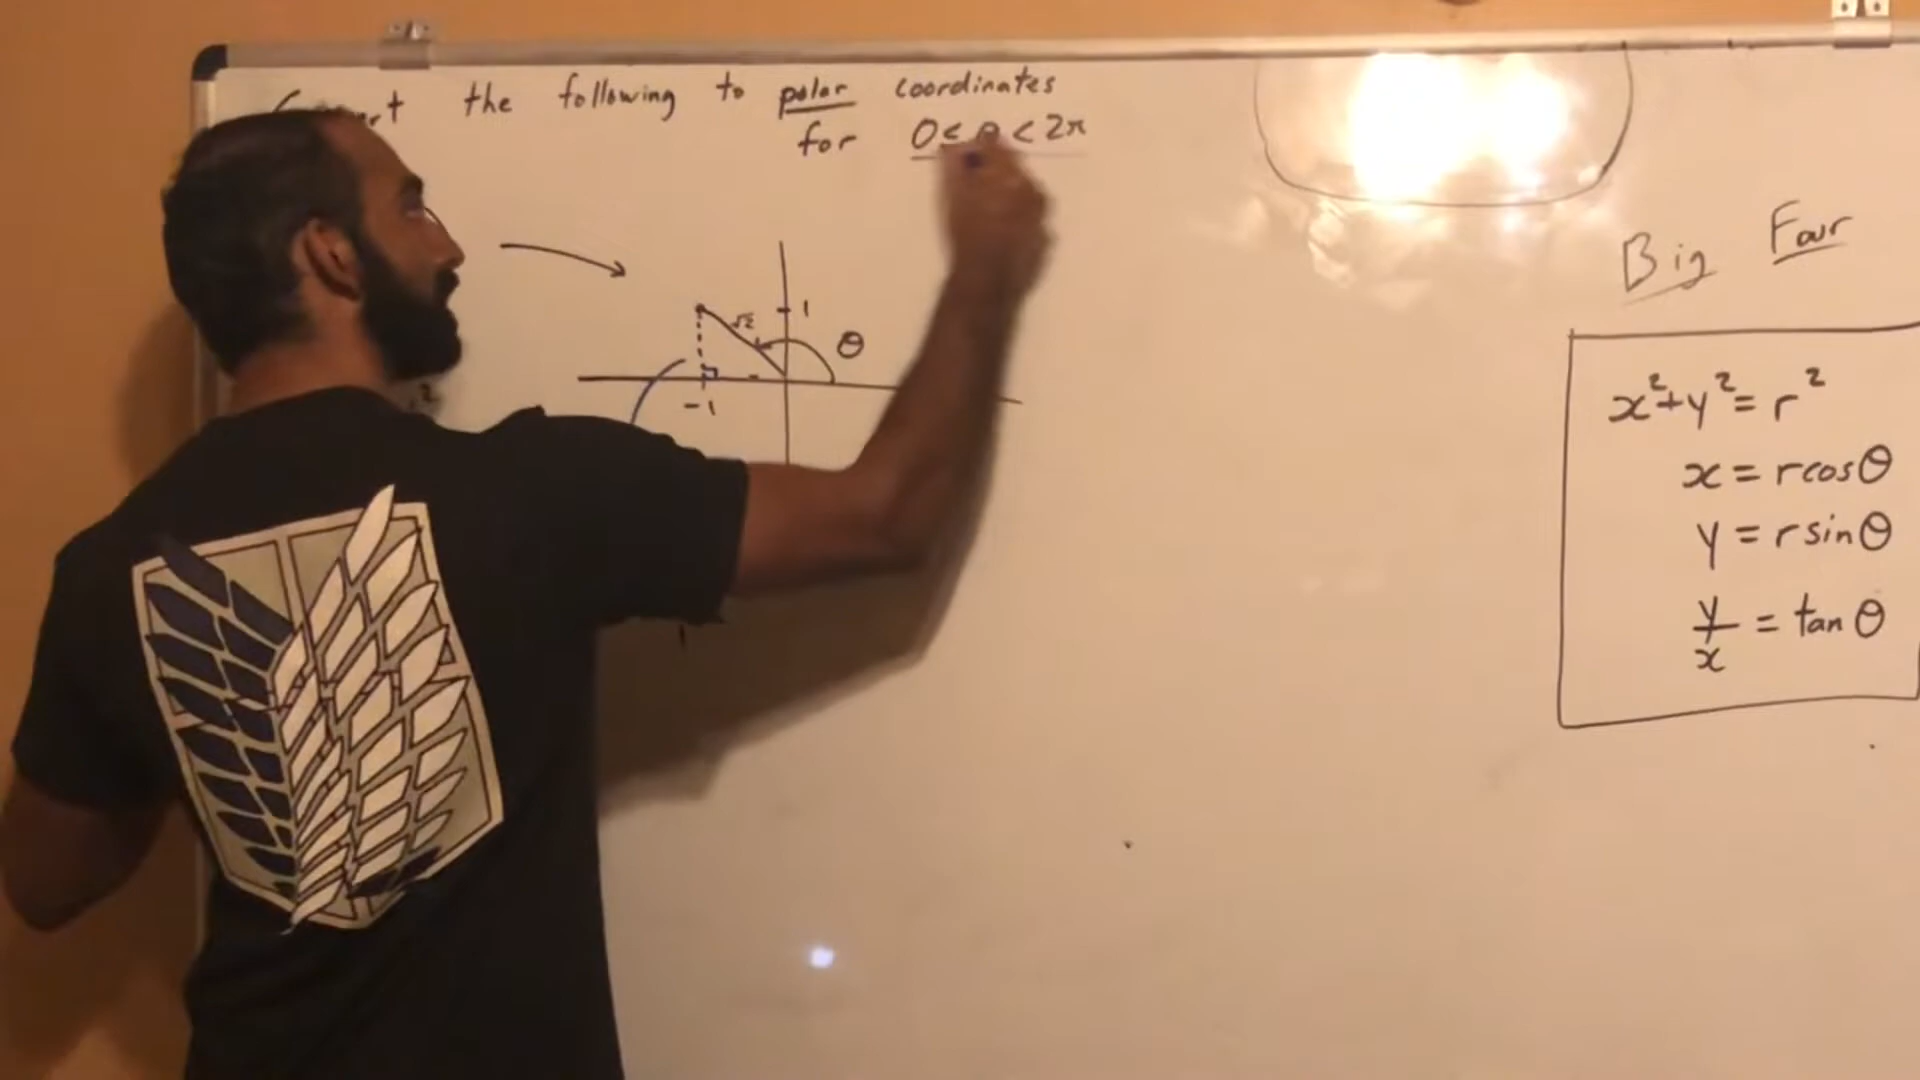 the following to polar coordinates
for 0 ≤ θ < 2π
Big Four
1
√2
θ
-1
x²+y² = r²
x = rcosθ
y = rsinθ
y/x = tanθ